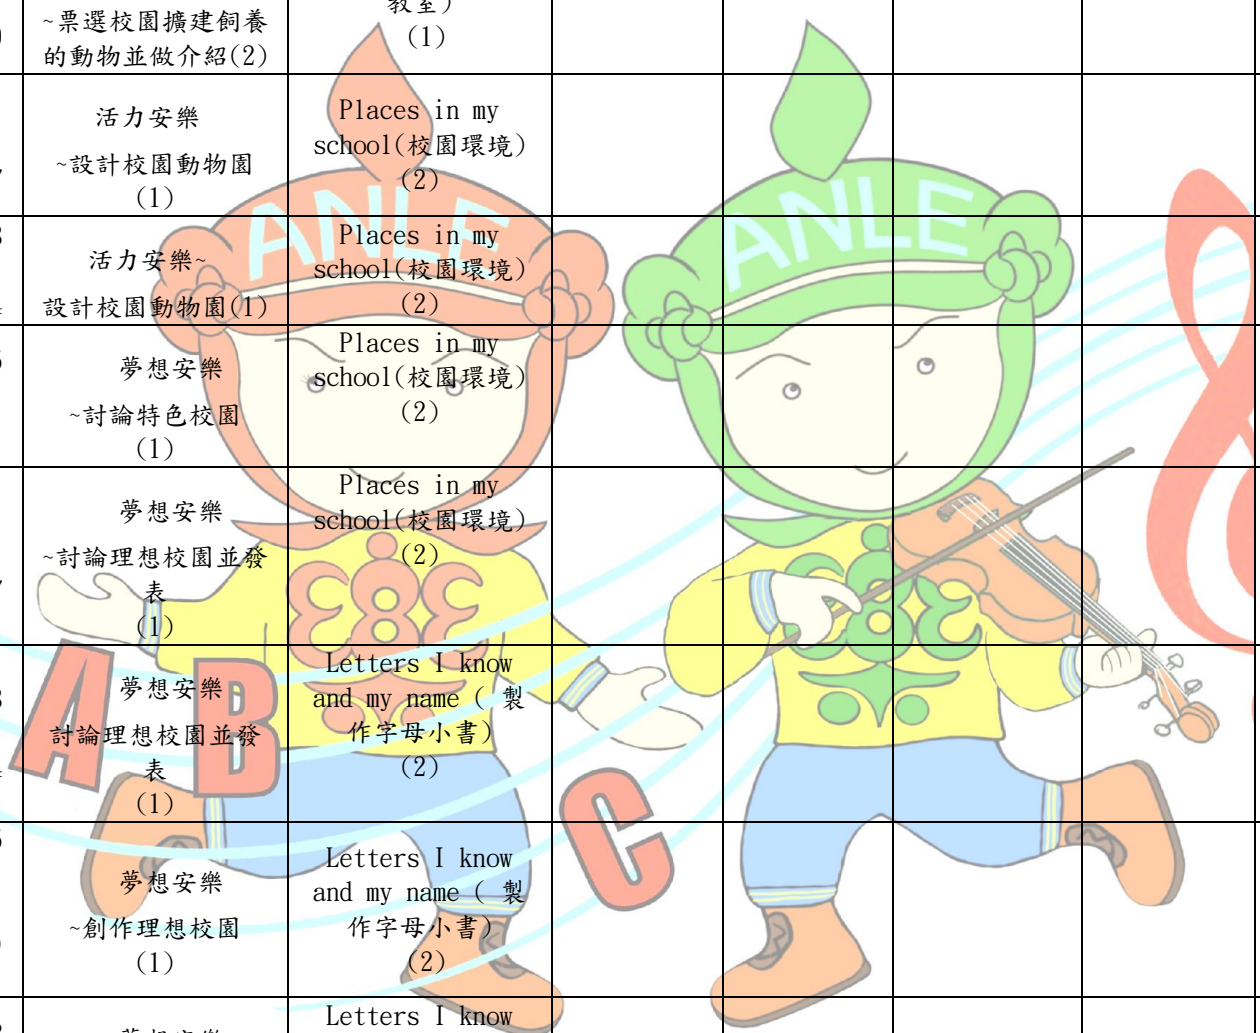 ~票選校園擴建飼養
的動物並做介紹(2)
教室)
(1)
活力安樂
~設計校園動物園
(1)
Places in my
school(校園環境)
(2)
活力安樂~
設計校園動物園(1)
Places in my
school(校園環境)
(2)
夢想安樂
~討論特色校園
(1)
Places in my
school(校園環境)
(2)
夢想安樂
~討論理想校園並發
表
(1)
Places in my
school(校園環境)
(2)
夢想安樂
討論理想校園並發
表
(1)
Letters I know
and my name ( 製
作字母小書)
(2)
夢想安樂
~創作理想校園
(1)
Letters I know
and my name ( 製
作字母小書)
(2)
Letters I know
ANLE
ANLE
A B C